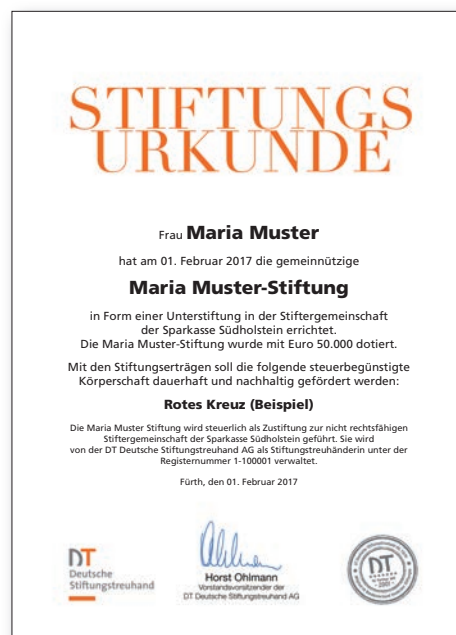 STIFTUNGS
URKUNDE
Frau Maria Muster
hat am 01. Februar 2017 die gemeinnützige
Maria Muster-Stiftung
in Form einer Unterstiftung in der Stiftergemeinschaft
der Sparkasse Südholstein errichtet.
Die Maria Muster-Stiftung wurde mit Euro 50.000 dotiert.
Mit den Stiftungserträgen soll die folgende steuerbegünstigte
Körperschaft dauerhaft und nachhaltig gefördert werden:
Rotes Kreuz (Beispiel)
Die Maria Muster Stiftung wird steuerlich als Zustiftung zur nicht rechtsfähigen
Stiftergemeinschaft der Sparkasse Südholstein geführt. Sie wird
von der DT Deutsche Stiftungstreuhand AG als Stiftungstreuhänderin unter der
Registernummer 1-100001 verwaltet.
Fürth, den 01. Februar 2017
DT
Deutsche
Stiftungstreuhand
Horst Ohlmann
Vorstandsvorsitzender der
DT Deutsche Stiftungstreuhand AG
DT